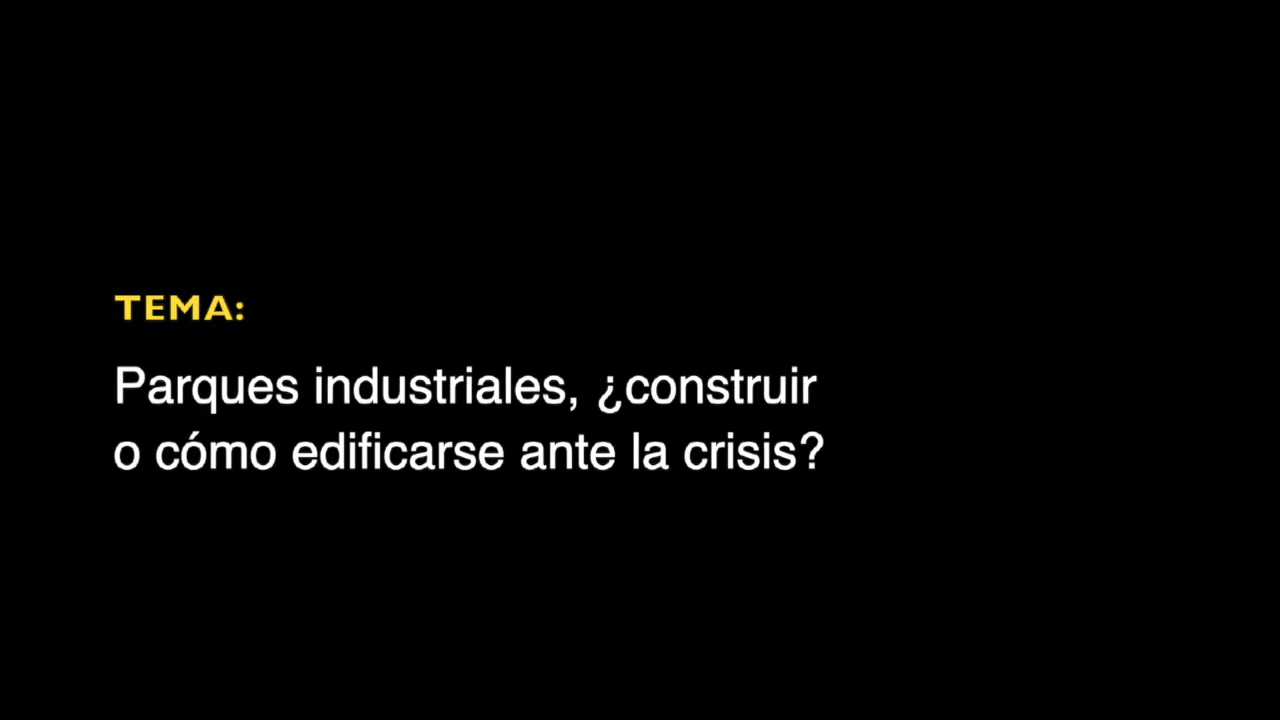 TEMA:
Parques industriales, ¿construir
o cómo edificarse ante la crisis?